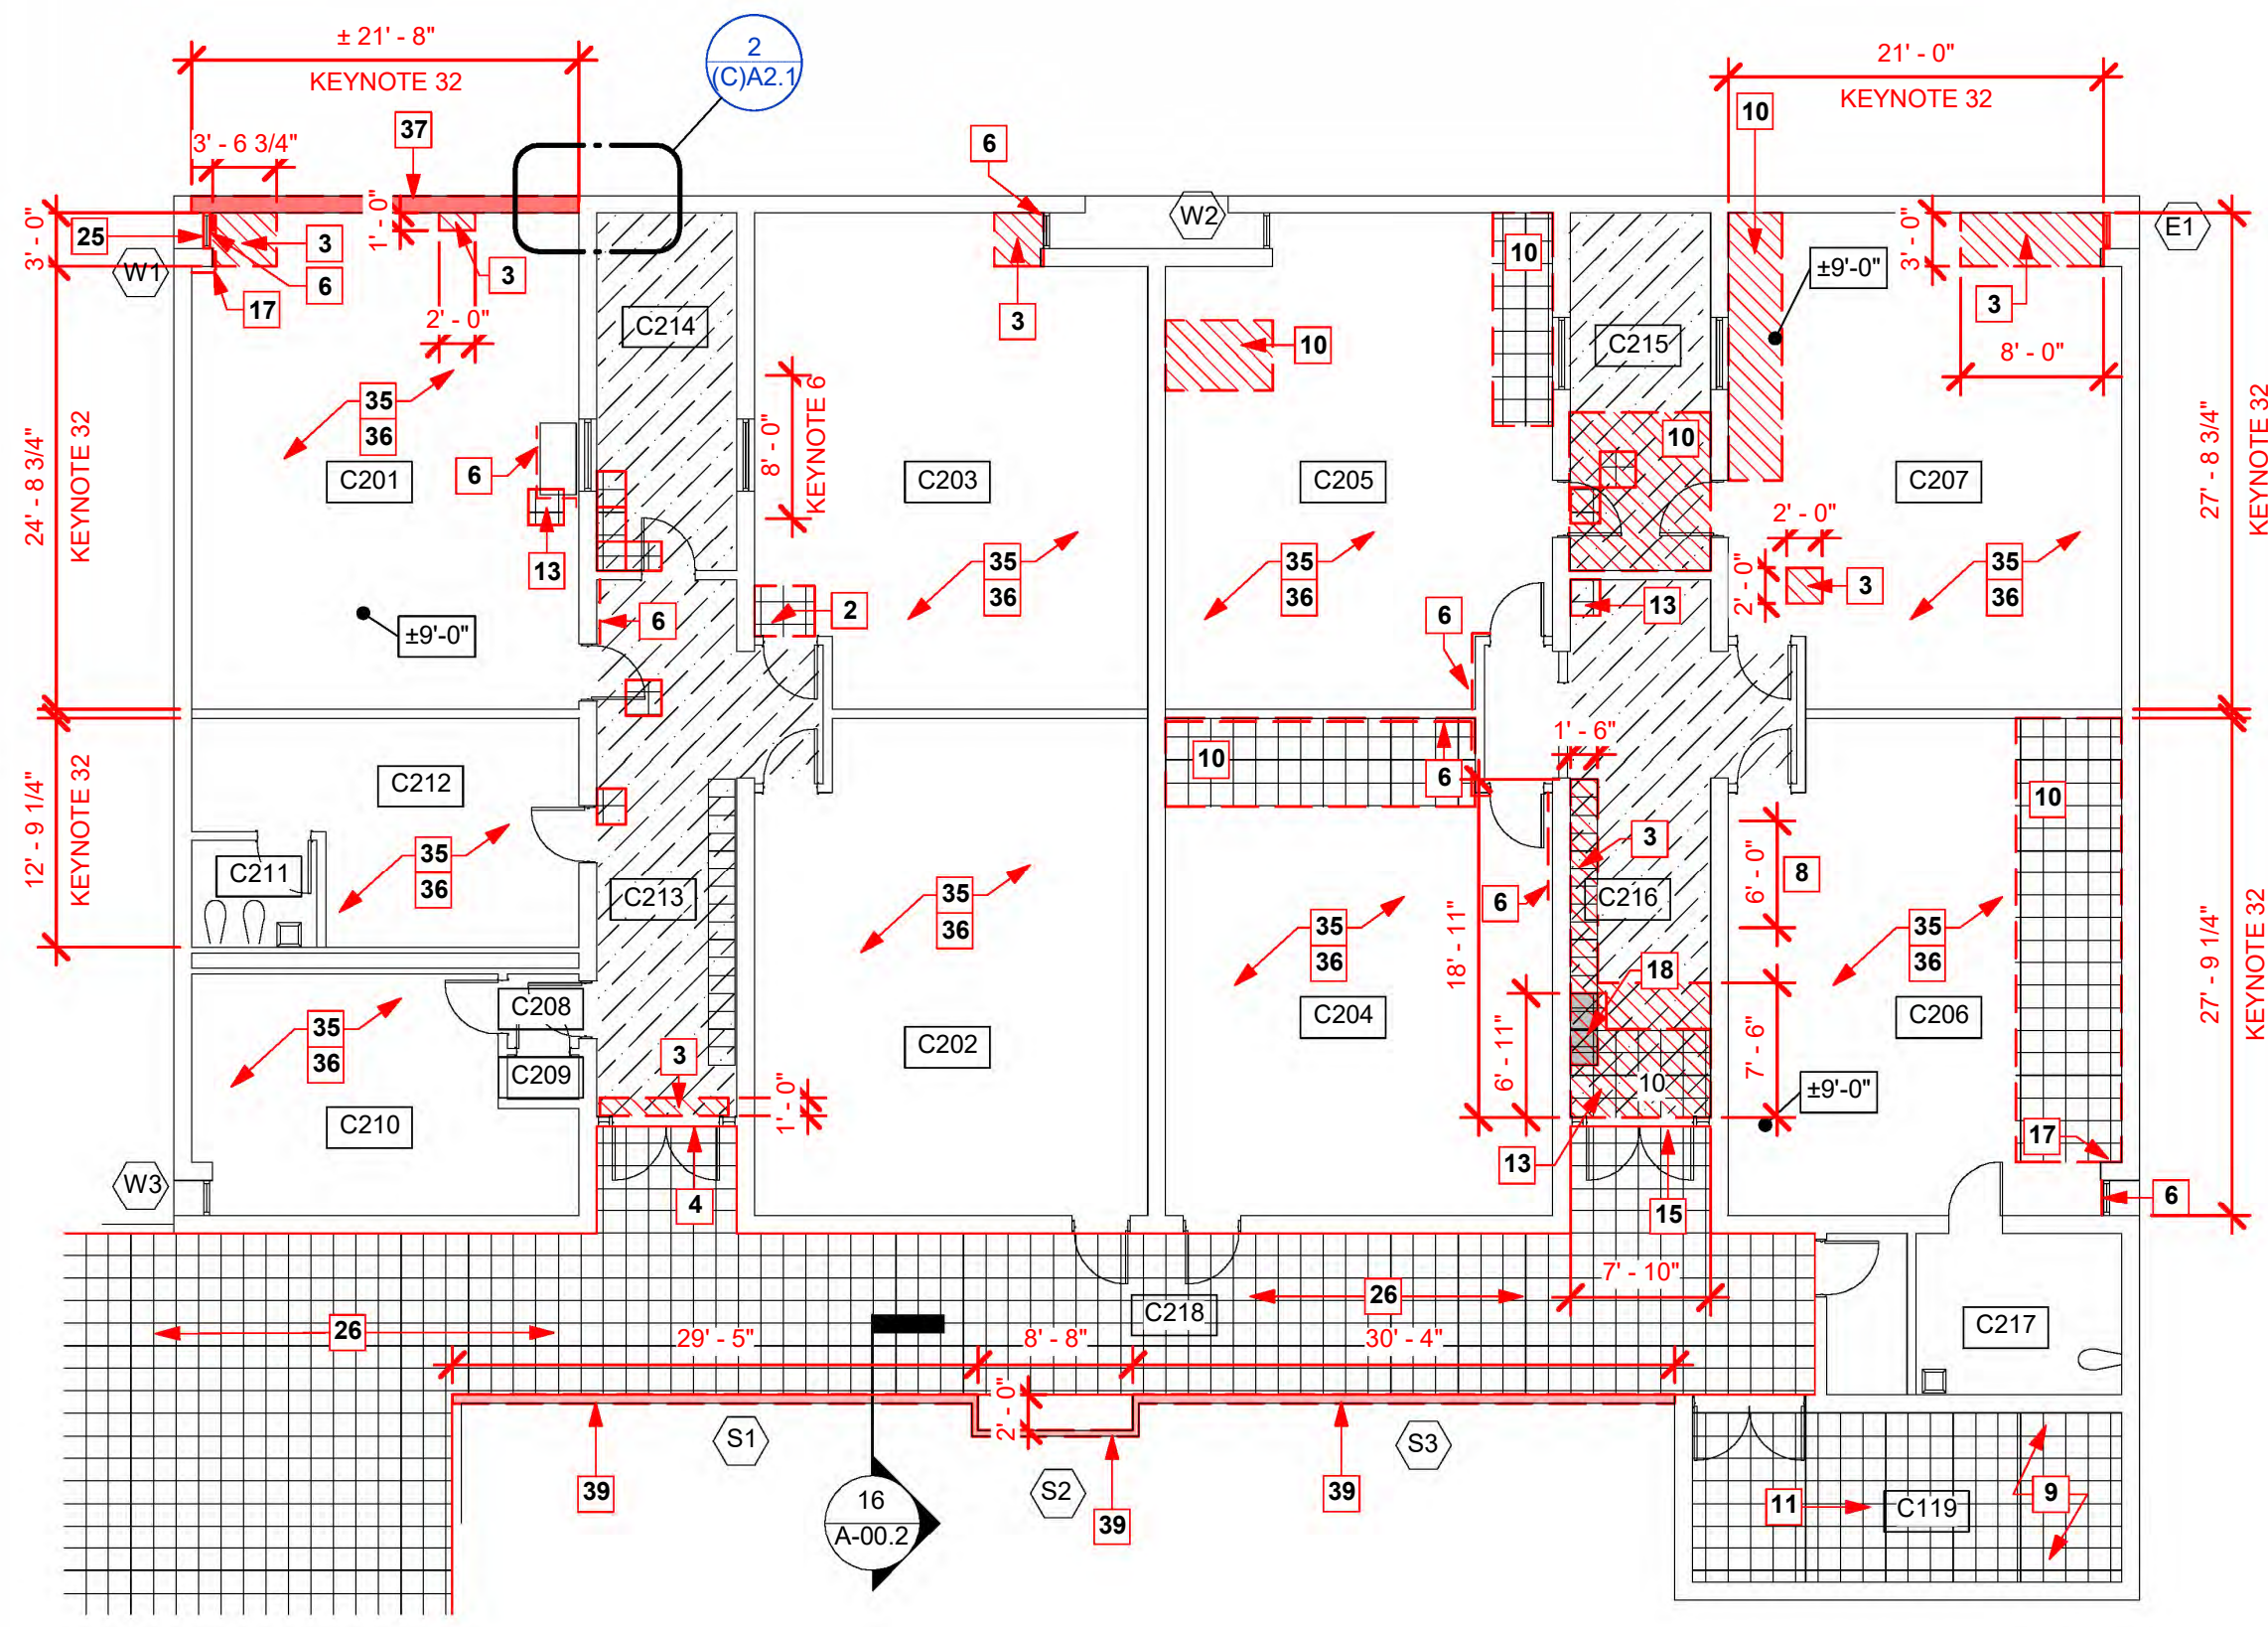 ± 21' - 8"
KEYNOTE 32
2
(C)A2.1
21' - 0"
KEYNOTE 32
37
10
3' - 6 3/4"
6
3' - 0"
25
1' - 0"
3
W1
6
17
3
2' - 0"
C214
W2
3
10
10
C215
±9'-0"
3' - 0"
3
E1
8' - 0"
35
36
C201
24' - 8 3/4"
KEYNOTE 32
6
13
8' - 0"
KEYNOTE 6
C203
35
36
C205
35
36
10
C207
2' - 0"
2' - 0"
3
35
36
27' - 8 3/4"
KEYNOTE 32
±9'-0"
6
2
6
13
12' - 9 1/4"
KEYNOTE 32
C212
35
36
C211
C213
10
6
1' - 6"
3
6
C216
6' - 0"
8
10
35
36
C202
35
36
C204
18' - 11"
6' - 11"
18
7' - 6"
35
36
C206
27' - 9 1/4"
KEYNOTE 32
C208
C209
35
36
C210
3
1' - 0"
10
13
±9'-0"
17
W3
4
15
6
26
29' - 5"
8' - 8"
C218
26
30' - 4"
7' - 10"
C217
2' - 0"
39
S1
16
A-00.2
S2
39
39
S3
11
C119
9